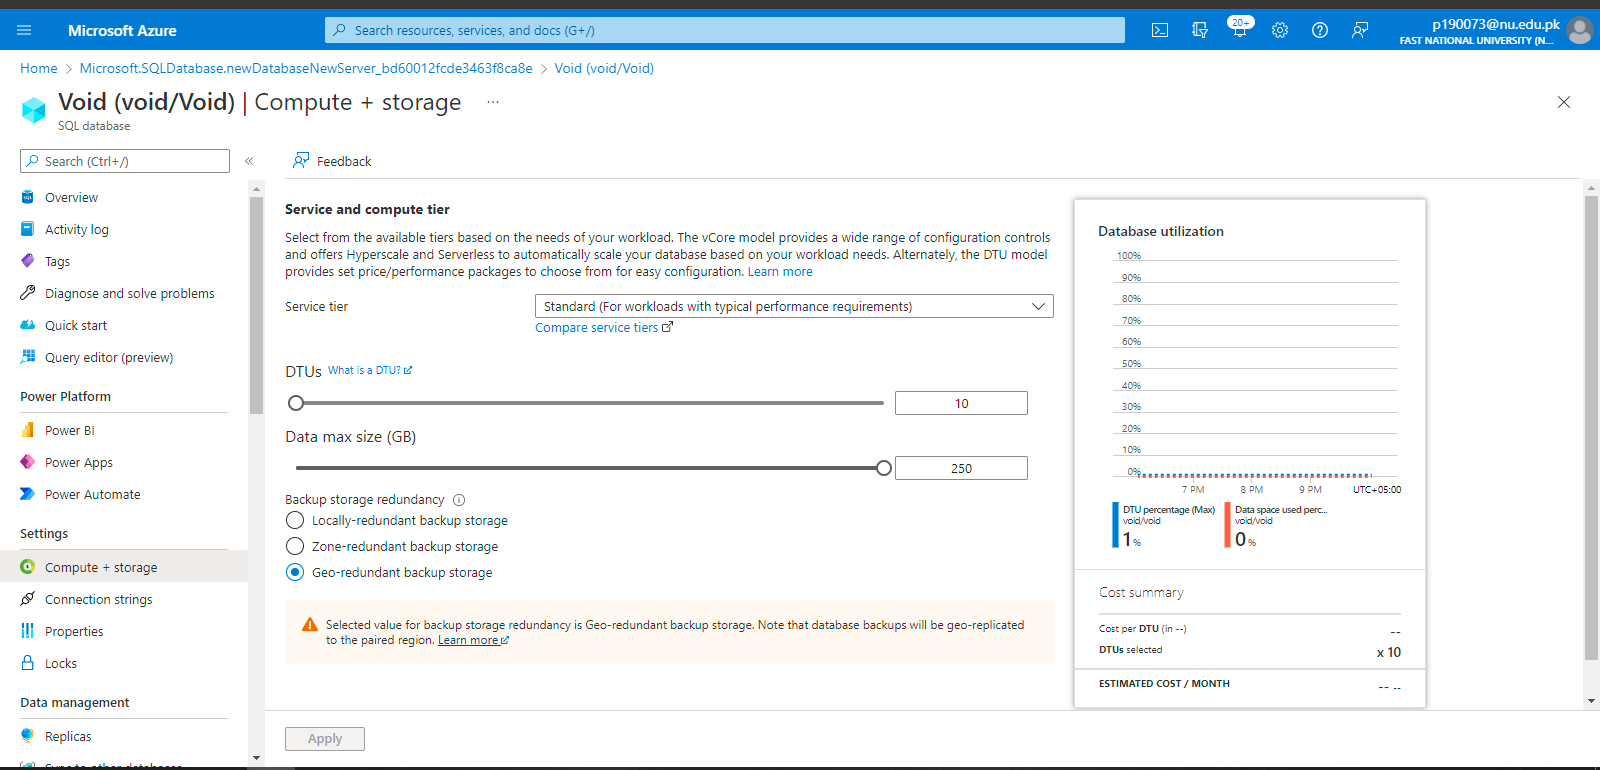 Microsoft Azure
Search resources, services, and docs (G+/)
20+
p190073@nu.edu.pk
FAST NATIONAL UNIVERSITY (N...
Home > Microsoft.SQLDatabase.newDatabaseNewServer_bd60012fcde3463f8ca8e > Void (void/Void)
Void (void/Void) | Compute + storage ...
SQL database
Search (Ctrl+/)
«
Overview
Activity log
Tags
Diagnose and solve problems
Quick start
Query editor (preview)
Power Platform
Power BI
Power Apps
Power Automate
Settings
Compute + storage
Connection strings
Properties
Locks
Data management
Replicas
Sync to other databases
Feedback
Service and compute tier
Select from the available tiers based on the needs of your workload. The vCore model provides a wide range of configuration controls
and offers Hyperscale and Serverless to automatically scale your database based on your workload needs. Alternately, the DTU model
provides set price/performance packages to choose from for easy configuration. Learn more
Service tier
Standard (For workloads with typical performance requirements)
Compare service tiers
DTUs What is a DTU?
10
Data max size (GB)
250
Backup storage redundancy
Locally-redundant backup storage
Zone-redundant backup storage
Geo-redundant backup storage
Selected value for backup storage redundancy is Geo-redundant backup storage. Note that database backups will be geo-replicated
to the paired region. Learn more
Apply
Database utilization
100%
90%
80%
70%
60%
50%
40%
30%
20%
10%
0%
7 PM 8 PM 9 PM UTC+05:00
DTU percentage (Max)
void/void
1 %
Data space used perc...
void/void
0 %
Cost summary
Cost per DTU (in --) --
DTUs selected x 10
ESTIMATED COST / MONTH -- --